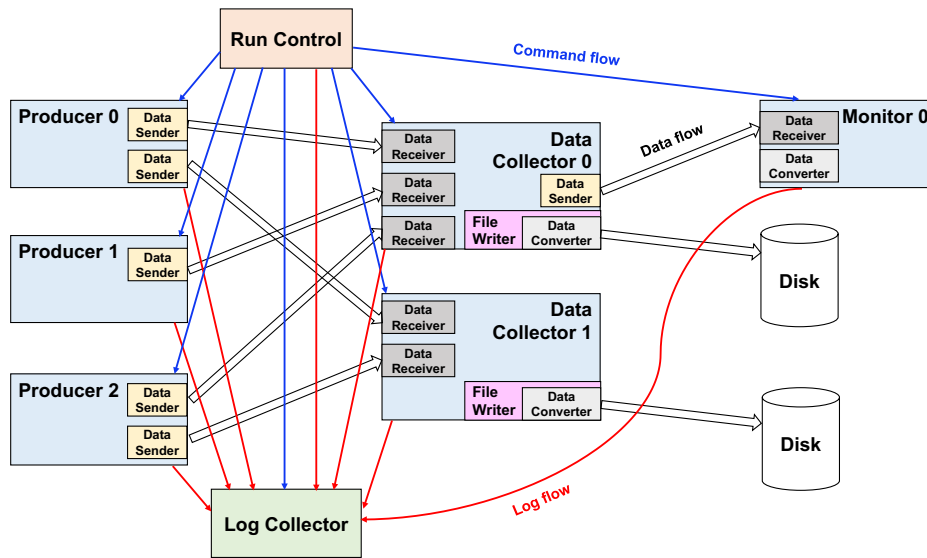 Run Control
Command flow
Producer 0
Data
Sender
Data
Sender
Data
Receiver
Data
Collector 0
Data
Receiver
Data
Sender
Data
Receiver
File
Writer
Data
Converter
Data flow
Monitor 0
Data
Receiver
Data
Converter
Producer 1
Data
Sender
Disk
Data
Receiver
Data
Collector 1
Data
Receiver
File
Writer
Data
Converter
Producer 2
Data
Sender
Data
Sender
Disk
Log flow
Log Collector